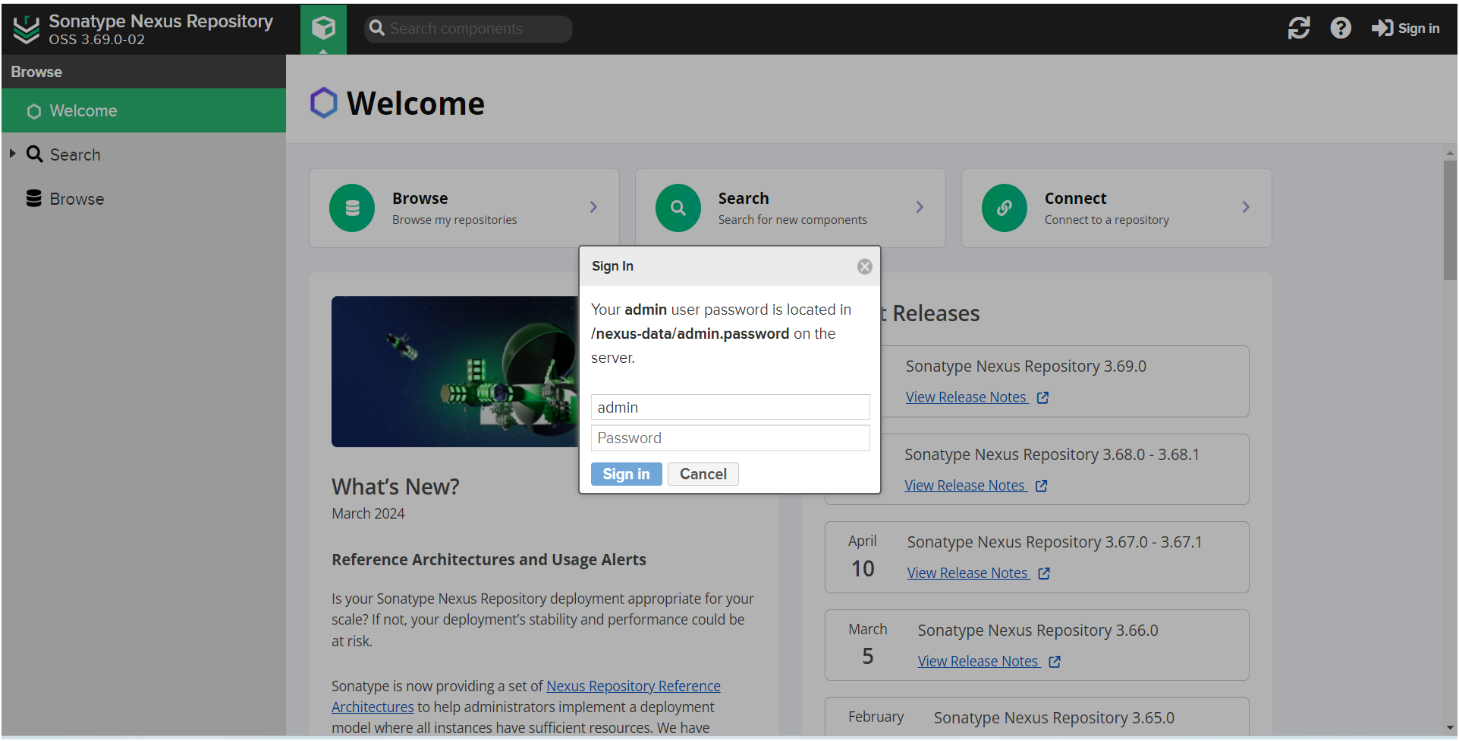 Sonatype Nexus Repository
OSS 3.69.0-02
Search components
Sign in
Browse
Welcome
Search
Browse
Welcome
Browse
Browse my repositories
Search
Search for new components
Connect
Connect to a repository
Sign In
Your admin user password is located in
/nexus-data/admin.password on the
server.
admin
Password
Sign in
Cancel
What's New?
March 2024
Reference Architectures and Usage Alerts
Is your Sonatype Nexus Repository deployment appropriate for your
scale? If not, your deployment's stability and performance could be
at risk.
Sonatype is now providing a set of Nexus Repository Reference
Architectures to help administrators implement a deployment
model where all instances have sufficient resources. We have
Releases
Sonatype Nexus Repository 3.69.0
View Release Notes
Sonatype Nexus Repository 3.68.0 - 3.68.1
View Release Notes
April
10
Sonatype Nexus Repository 3.67.0 - 3.67.1
View Release Notes
March
5
Sonatype Nexus Repository 3.66.0
View Release Notes
February
Sonatype Nexus Repository 3.65.0